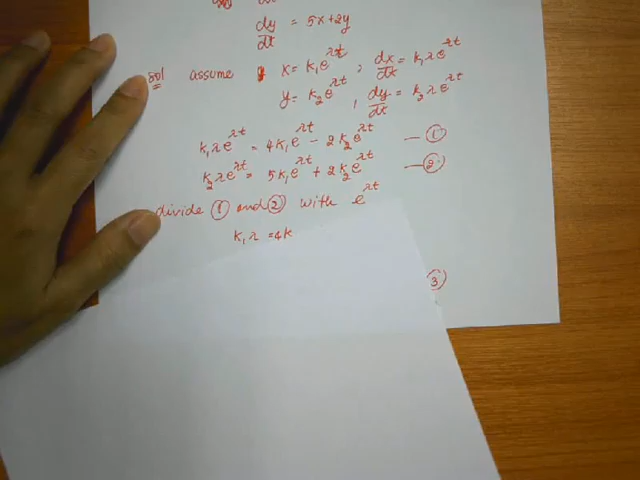 dy/dt = 5x+2y
sol assume x = k₁e^λt ; dx/dt = k₁λe^λt
y = k₂e^λt , dy/dt = k₂λe^λt
k₁λe^λt = 4k₁e^λt − 2k₂e^λt — ①
k₂λe^λt = 5k₁e^λt + 2k₂e^λt — ②
divide ① and ② with e^λt
k₁λ = 4k
③